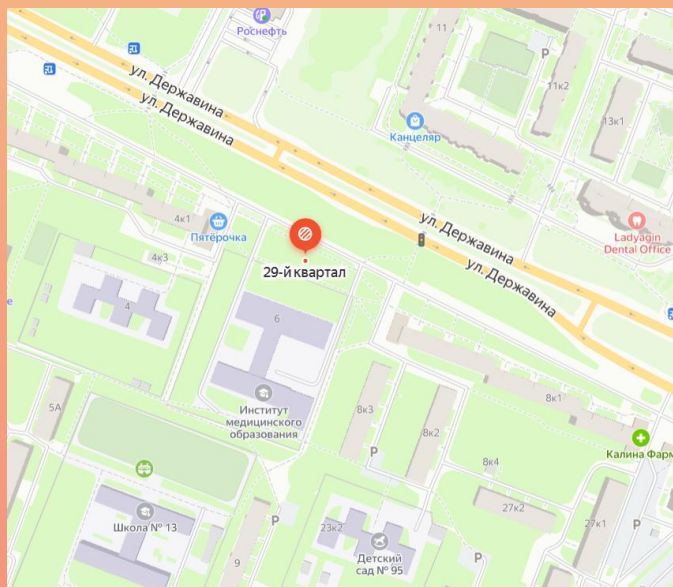 Роснефть
11
P
11к2
13к1
ул. Державина
ул. Державина
Канцеляр
4к1
Пятёрочка
ул. Державина
ул. Державина
Ladyagin
Dental Office
4к3
29-й квартал
4
6
5А
Институт
медицинского
образования
8к3
8к2
8к1
Калина Фарм
P
8к4
27к2
27к1
P
Школа № 13
P
23к2
9
Детский
сад № 95
P